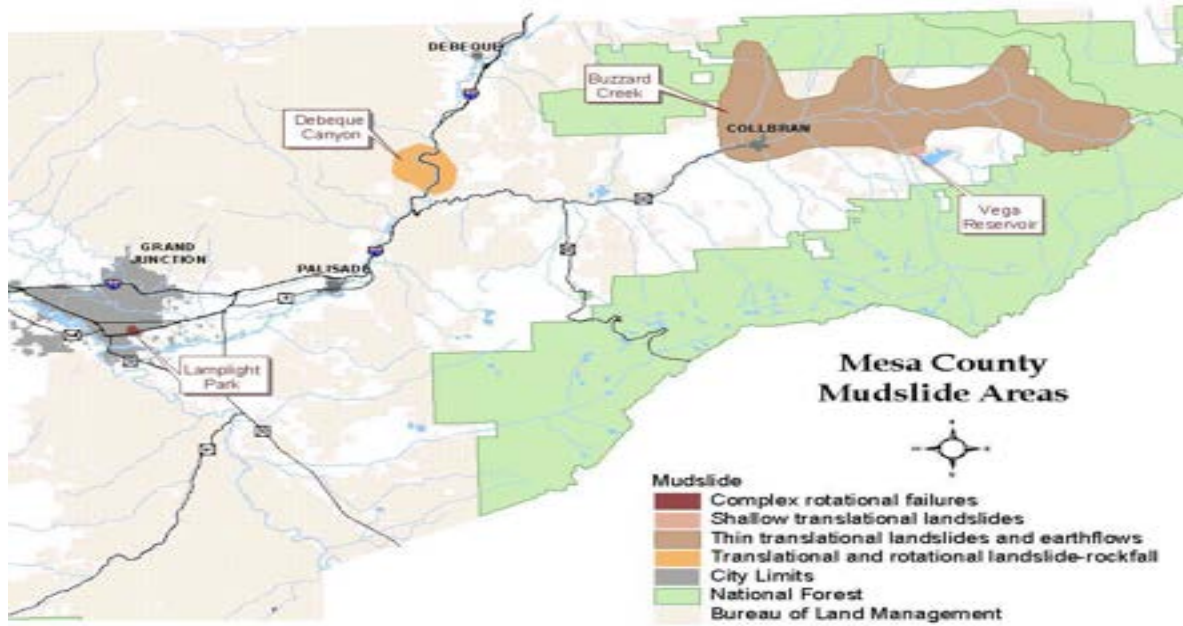 DEBEQUE
Buzzard
Creek
Debeque
Canyon
COLLBRAN
Vega
Reservoir
GRAND
JUNCTION
PALISADE
Lamplight
Park
Mesa County
Mudslide Areas
Mudslide
Complex rotational failures
Shallow translational landslides
Thin translational landslides and earthflows
Translational and rotational landslide-rockfall
City Limits
National Forest
Bureau of Land Management